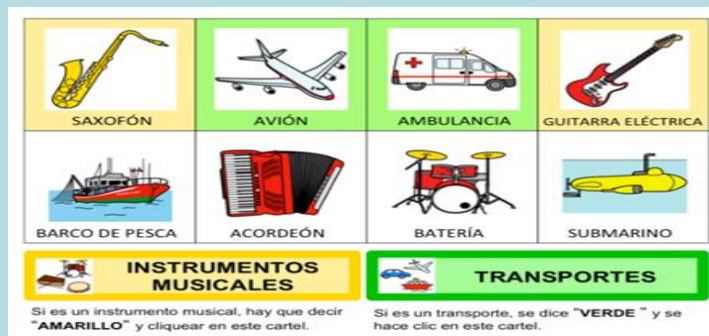 SAXOFÓN
AVIÓN
AMBULANCIA
GUITARRA ELÉCTRICA
BARCO DE PESCA
ACORDEÓN
BATERÍA
SUBMARINO
INSTRUMENTOS
MUSICALES
Si es un instrumento musical, hay que decir
"AMARILLO" y cliquear en este cartel.
TRANSPORTES
Si es un transporte, se dice "VERDE " y se
hace clic en este cartel.